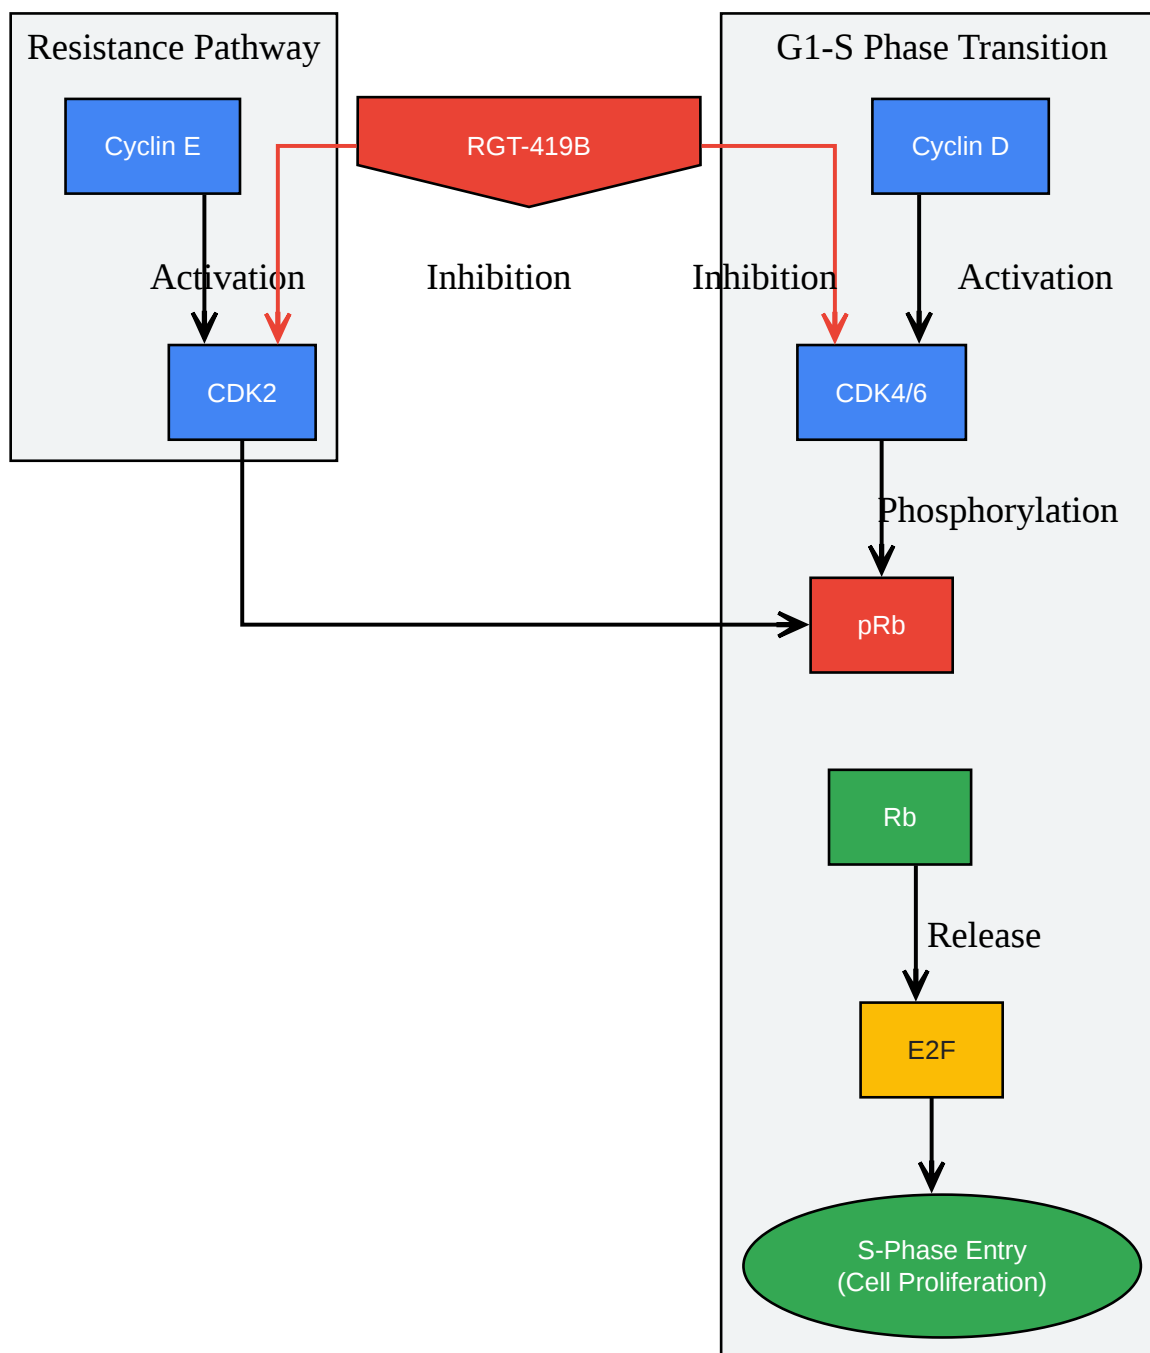 Resistance Pathway
G1-S Phase Transition
Cyclin E
RGT-419B
Cyclin D
Activation
Inhibition
Inhibition
Activation
CDK2
CDK4/6
Phosphorylation
pRb
Rb
Release
E2F
S-Phase Entry
(Cell Proliferation)